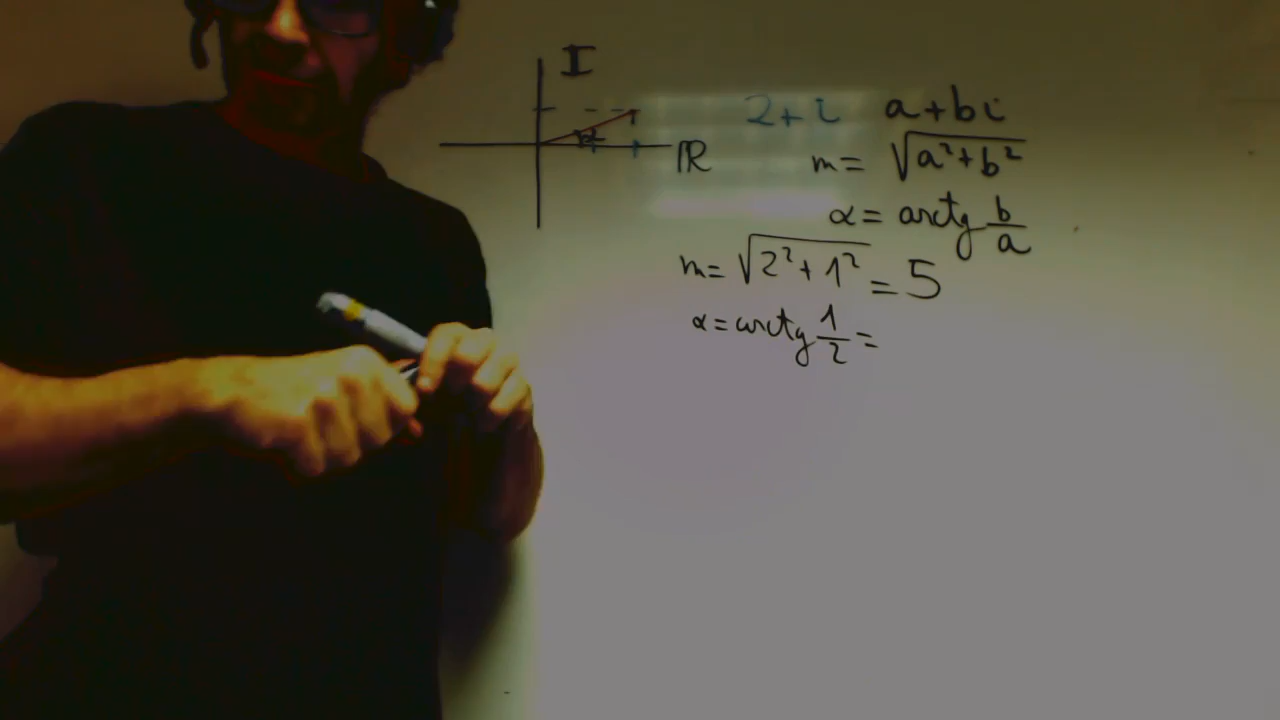 I
2+i a+bi
ℝ m= √a²+b²
α= arctg b/a
m= √2²+1² = 5
α= arctg 1/2 =